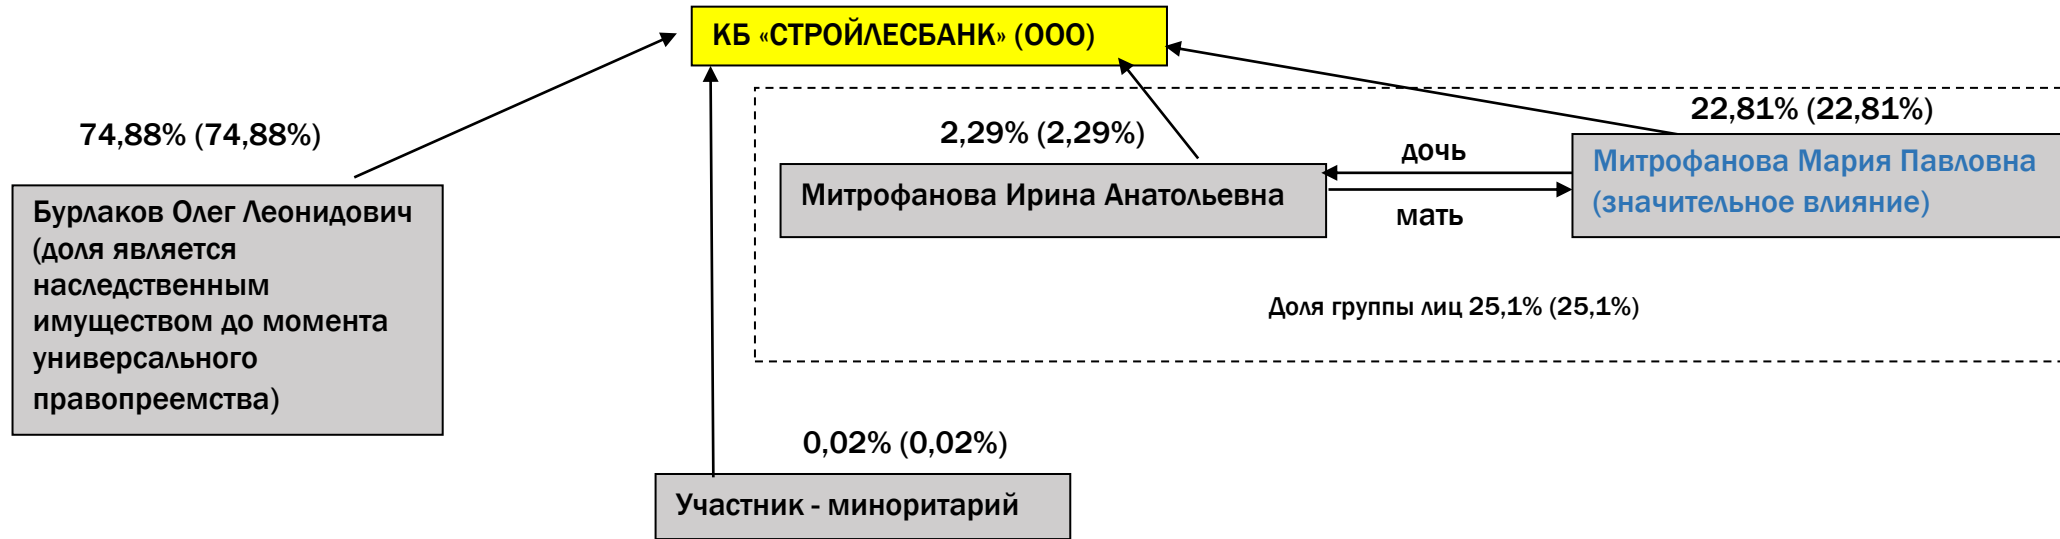 КБ «СТРОЙЛЕСБАНК» (ООО)
74,88% (74,88%)
Бурлаков Олег Леонидович
(доля является
наследственным
имуществом до момента
универсального
правопреемства)
2,29% (2,29%)
Митрофанова Ирина Анатольевна
дочь
мать
22,81% (22,81%)
Митрофанова Мария Павловна
(значительное влияние)
Доля группы лиц 25,1% (25,1%)
0,02% (0,02%)
Участник - миноритарий